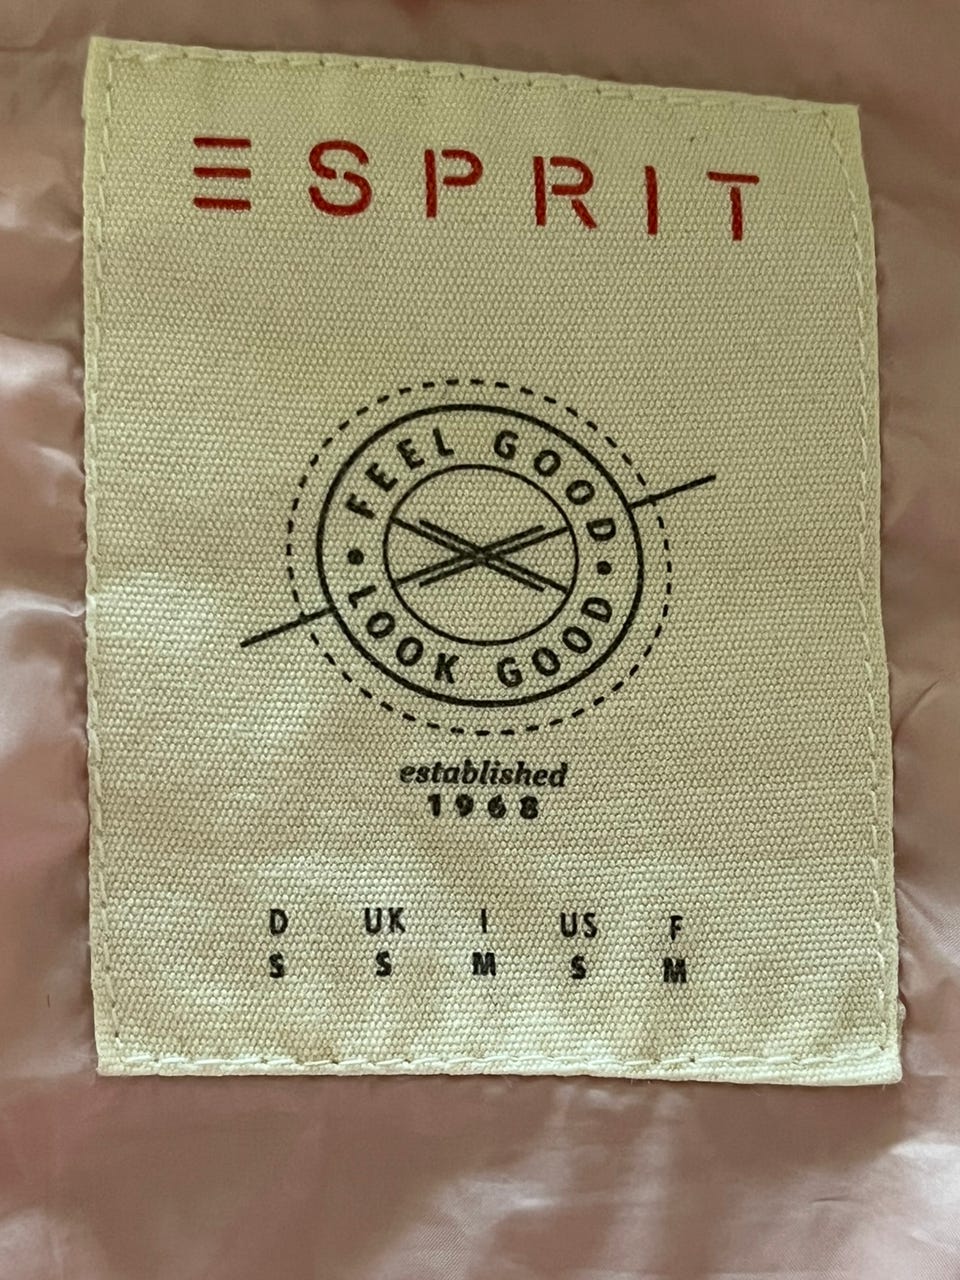 ESPRIT
FEEL GOOD
• LOOK GOOD •
established
1968
D UK I US F
S S M S M